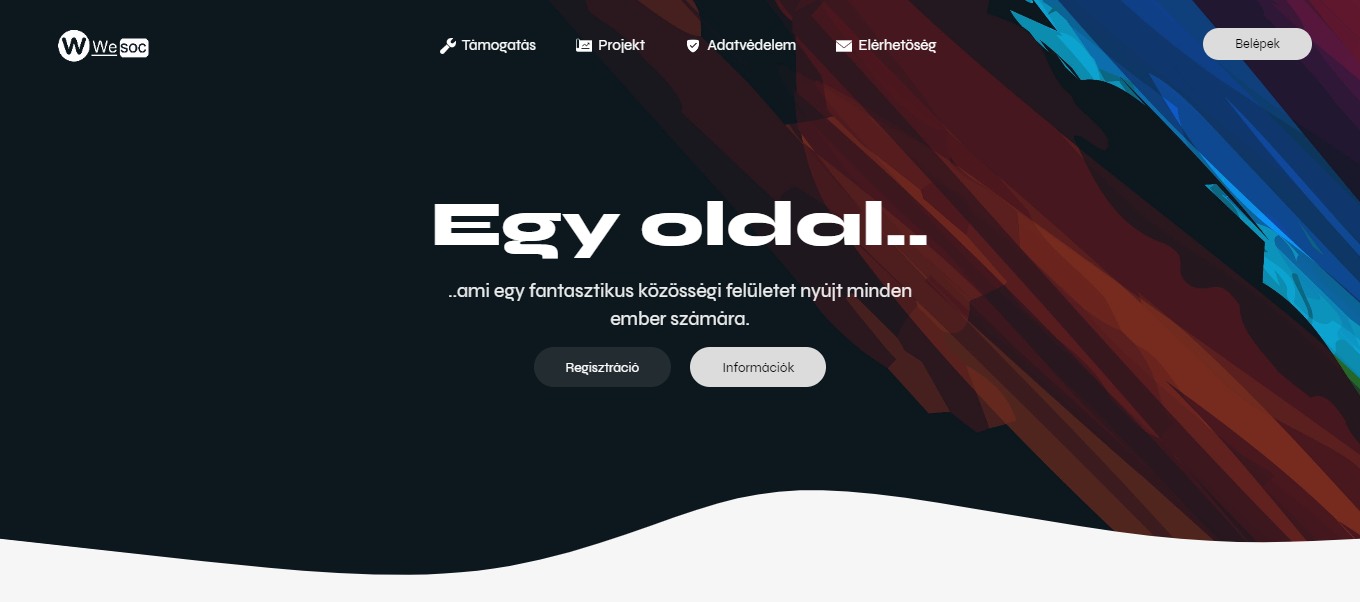 W We soc
Támogatás
Projekt
Adatvédelem
Elérhetöség
Belépek
Egy oldal..
..ami egy fantasztikus közösségi felületet nyújt minden
ember számára.
Regisztráció
Információk